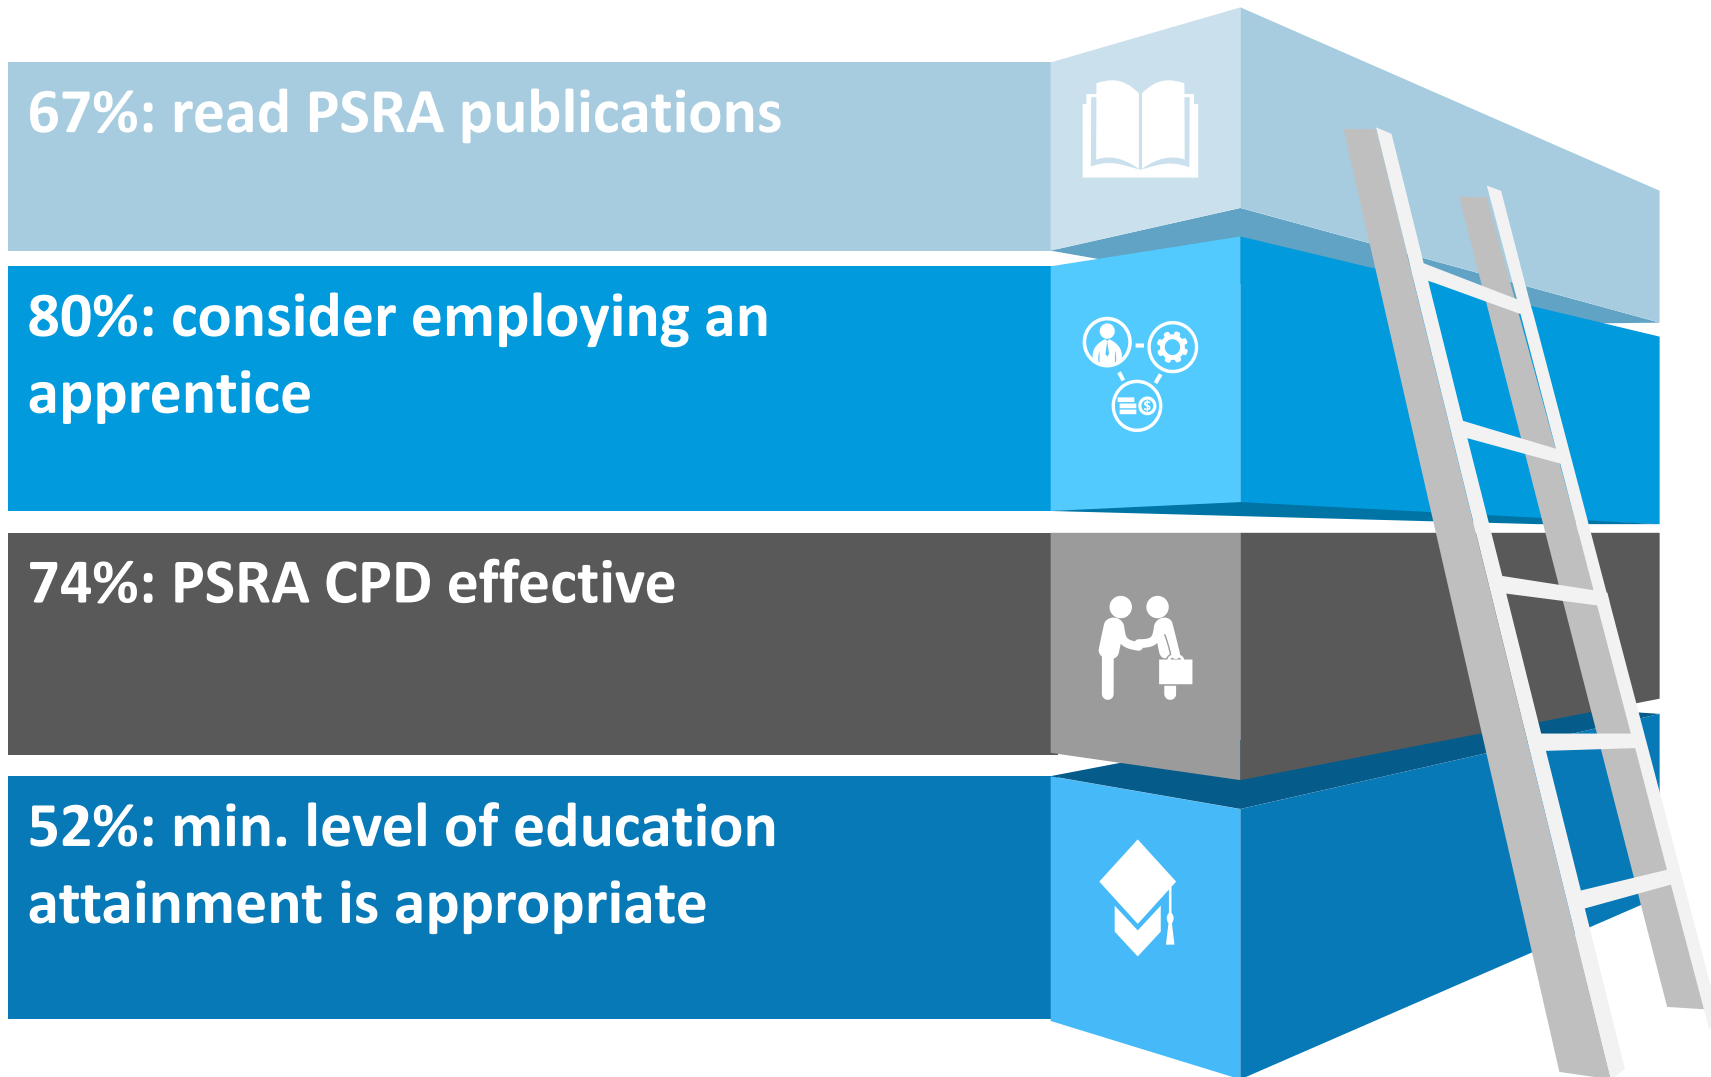 67%: read PSRA publications
80%: consider employing an
apprentice
$
74%: PSRA CPD effective
52%: min. level of education
attainment is appropriate